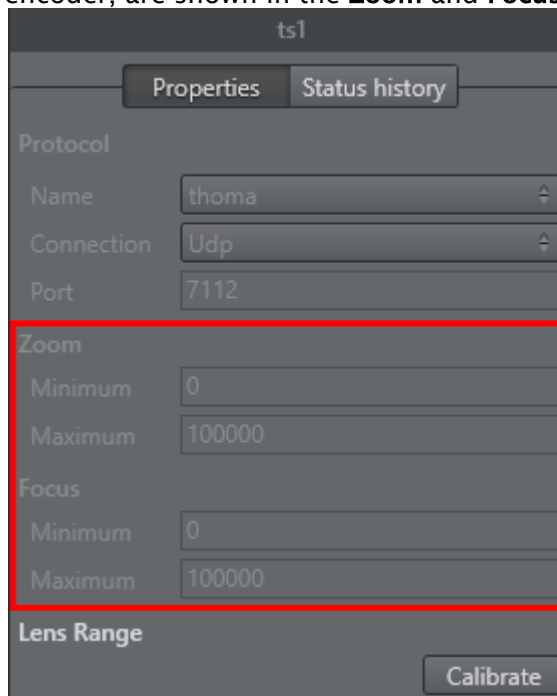 encoder, are shown in the Zoom and Focus
ts1
Properties Status history
Protocol
Name thoma
Connection Udp
Port 7112
Zoom
Minimum 0
Maximum 100000
Focus
Minimum 0
Maximum 100000
Lens Range
Calibrate